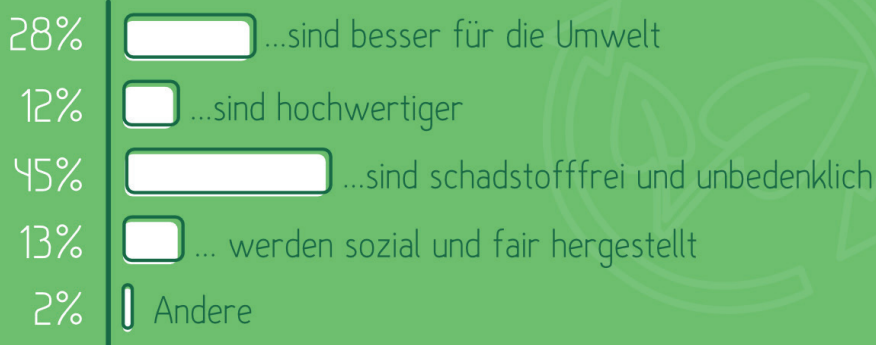 28% ...sind besser für die Umwelt
12% ...sind hochwertiger
45% ...sind schadstofffrei und unbedenklich
13% ... werden sozial und fair hergestellt
2% Andere